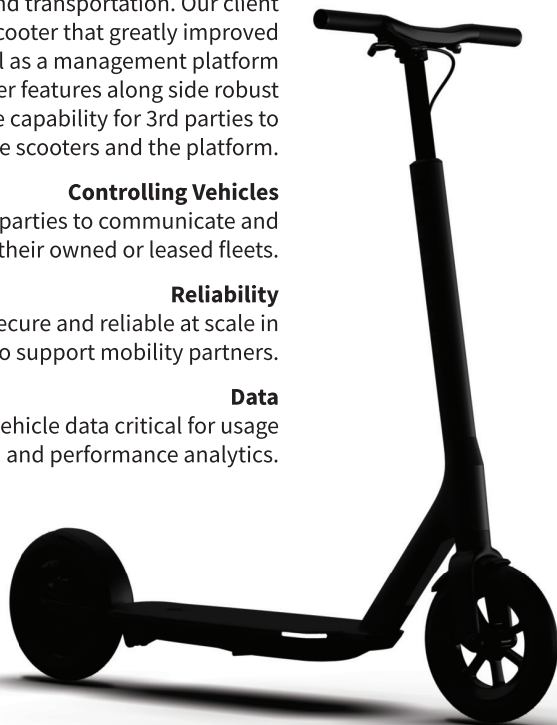 nd transportation. Our client
cooter that greatly improved
l as a management platform
er features along side robust
e capability for 3rd parties to
e scooters and the platform.
Controlling Vehicles
parties to communicate and
their owned or leased fleets.
Reliability
ecure and reliable at scale in
o support mobility partners.
Data
ehicle data critical for usage
and performance analytics.